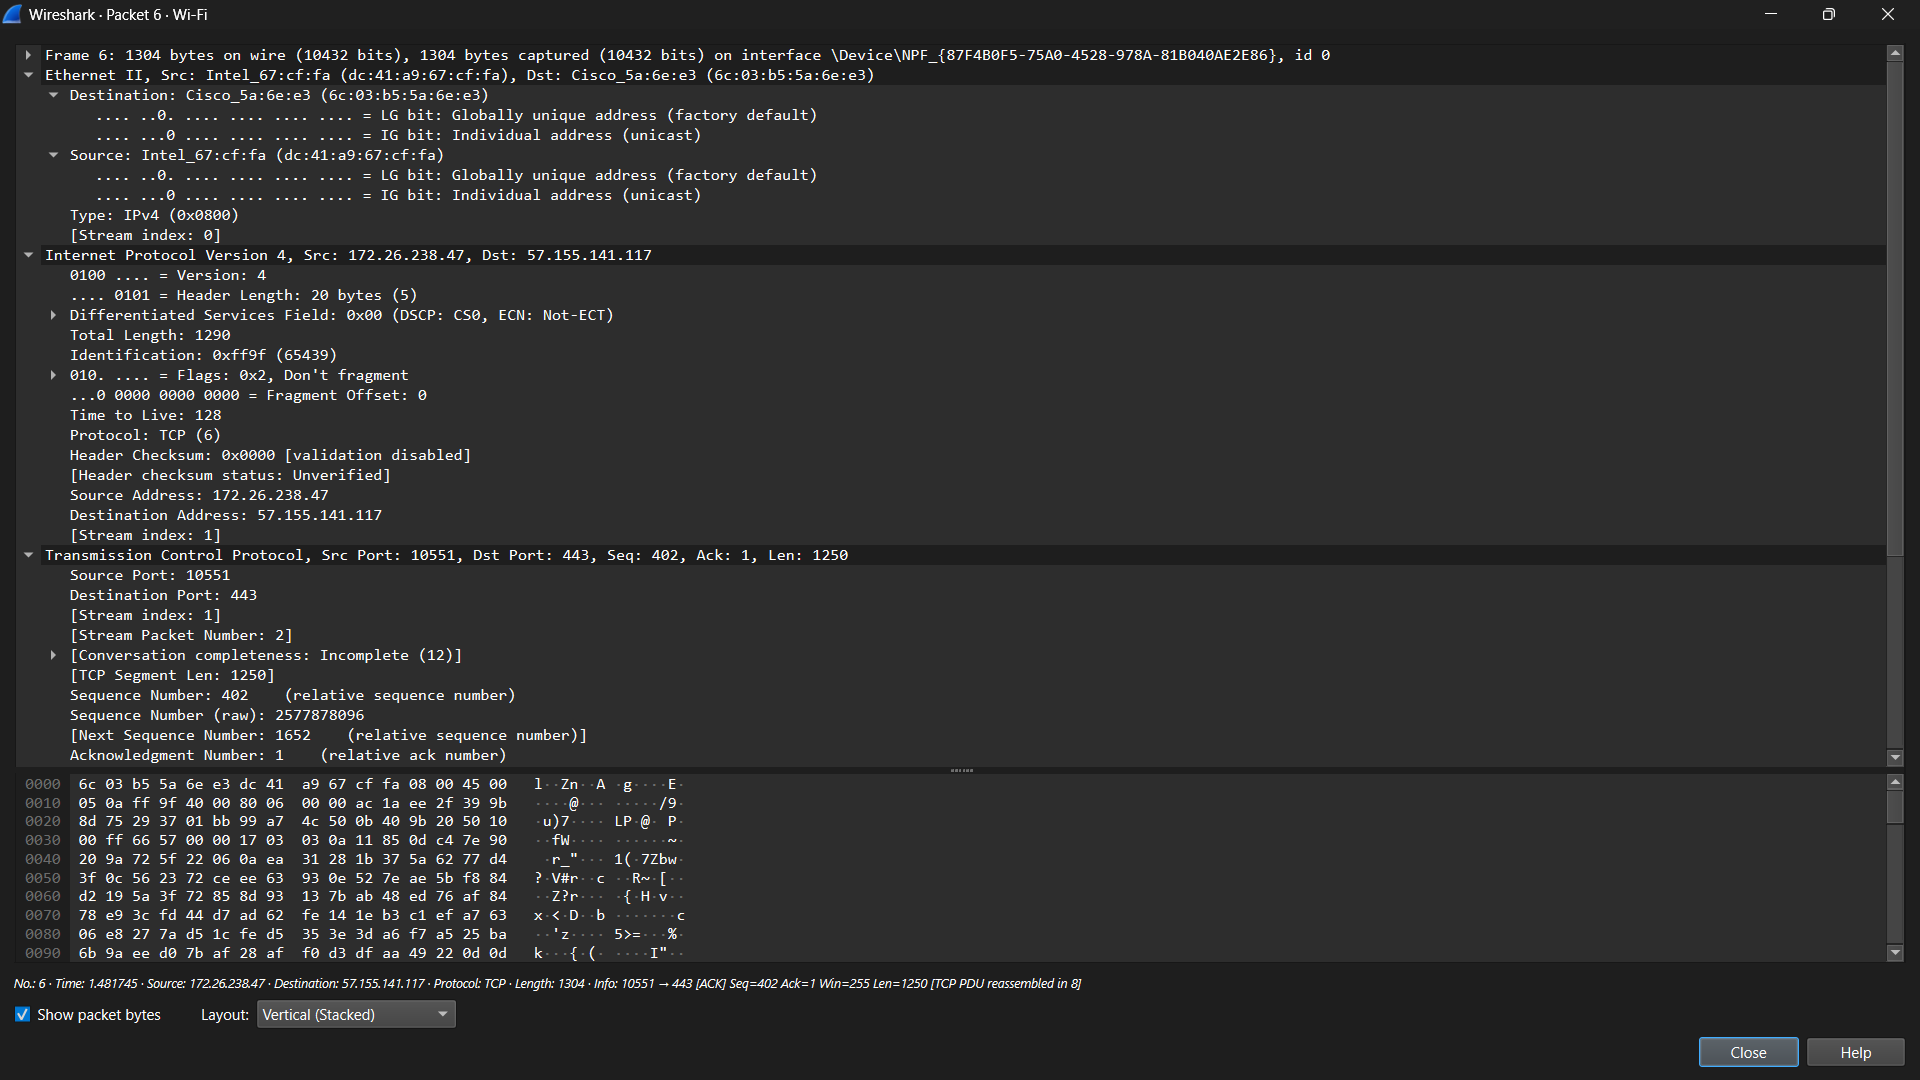 Wireshark · Packet 6 · Wi-Fi
Frame 6: 1304 bytes on wire (10432 bits), 1304 bytes captured (10432 bits) on interface \Device\NPF_{87F4B0F5-75A0-4528-978A-81B040AE2E86}, id 0
Ethernet II, Src: Intel_67:cf:fa (dc:41:a9:67:cf:fa), Dst: Cisco_5a:6e:e3 (6c:03:b5:5a:6e:e3)
Destination: Cisco_5a:6e:e3 (6c:03:b5:5a:6e:e3)
.... ..0. .... .... .... .... = LG bit: Globally unique address (factory default)
.... ...0 .... .... .... .... = IG bit: Individual address (unicast)
Source: Intel_67:cf:fa (dc:41:a9:67:cf:fa)
.... ..0. .... .... .... .... = LG bit: Globally unique address (factory default)
.... ...0 .... .... .... .... = IG bit: Individual address (unicast)
Type: IPv4 (0x0800)
[Stream index: 0]
Internet Protocol Version 4, Src: 172.26.238.47, Dst: 57.155.141.117
0100 .... = Version: 4
.... 0101 = Header Length: 20 bytes (5)
Differentiated Services Field: 0x00 (DSCP: CS0, ECN: Not-ECT)
Total Length: 1290
Identification: 0xff9f (65439)
010. .... = Flags: 0x2, Don't fragment
...0 0000 0000 0000 = Fragment Offset: 0
Time to Live: 128
Protocol: TCP (6)
Header Checksum: 0x0000 [validation disabled]
[Header checksum status: Unverified]
Source Address: 172.26.238.47
Destination Address: 57.155.141.117
[Stream index: 1]
Transmission Control Protocol, Src Port: 10551, Dst Port: 443, Seq: 402, Ack: 1, Len: 1250
Source Port: 10551
Destination Port: 443
[Stream index: 1]
[Stream Packet Number: 2]
[Conversation completeness: Incomplete (12)]
[TCP Segment Len: 1250]
Sequence Number: 402    (relative sequence number)
Sequence Number (raw): 2577878096
[Next Sequence Number: 1652    (relative sequence number)]
Acknowledgment Number: 1    (relative ack number)
0000  6c 03 b5 5a 6e e3 dc 41  a9 67 cf fa 08 00 45 00  l··Zn··A ·g····E·
0010  05 0a ff 9f 40 00 80 06  00 00 ac 1a ee 2f 39 9b  ····@··· ·····/9·
0020  8d 75 29 37 01 bb 99 a7  4c 50 0b 40 9b 20 50 10  ·u)7···· LP·@· P·
0030  00 ff 66 57 00 00 17 03  03 0a 11 85 0d c4 7e 90  ··fW···· ······~·
0040  20 9a 72 5f 22 06 0a ea  31 28 1b 37 5a 62 77 d4   ·r_"··· 1(·7Zbw·
0050  3f 0c 56 23 72 ce ee 63  93 0e 52 7e ae 5b f8 84  ?·V#r··c ··R~·[··
0060  d2 19 5a 3f 72 85 8d 93  13 7b ab 48 ed 76 af 84  ··Z?r··· ·{·H·v··
0070  78 e9 3c fd 44 d7 ad 62  fe 14 1e b3 c1 ef a7 63  x·<·D··b ·······c
0080  06 e8 27 7a d5 1c fe d5  35 3e 3d a6 f7 a5 25 ba  ··'z···· 5>=···%·
0090  6b 9a ee d0 7b af 28 af  f0 d3 df aa 49 22 0d 0d  k···{·(· ····I"··
No.: 6 · Time: 1.481745 · Source: 172.26.238.47 · Destination: 57.155.141.117 · Protocol: TCP · Length: 1304 · Info: 10551 → 443 [ACK] Seq=402 Ack=1 Win=255 Len=1250 [TCP PDU reassembled in 8]
Show packet bytes
Layout: Vertical (Stacked)
Close
Help